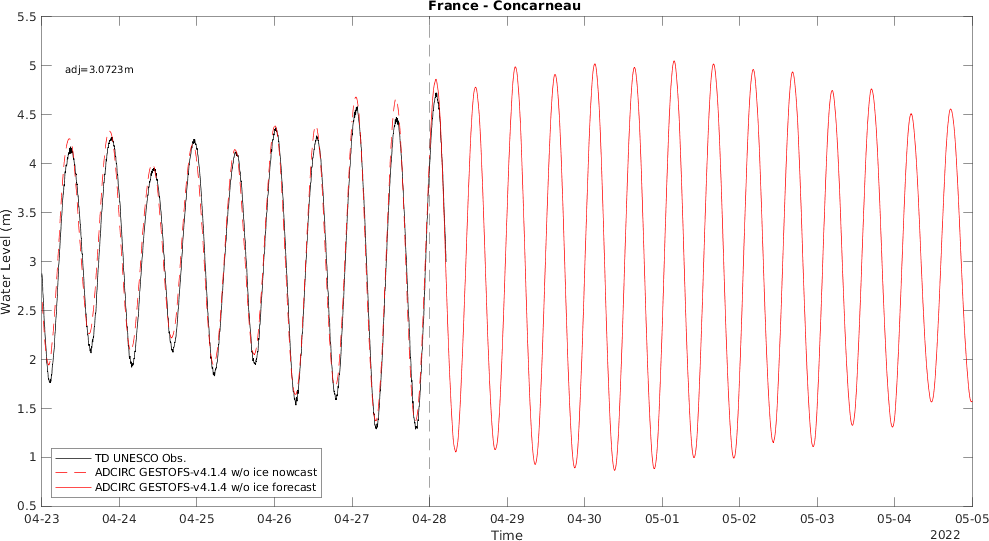 France - Concarneau
adj=3.0723m
Water Level (m)
5.5
5
4.5
4
3.5
3
2.5
2
1.5
1
0.5
TD UNESCO Obs.
ADCIRC GESTOFS-v4.1.4 w/o ice nowcast
ADCIRC GESTOFS-v4.1.4 w/o ice forecast
04-23 04-24 04-25 04-26 04-27 04-28 04-29 04-30 05-01 05-02 05-03 05-04 05-05
Time
2022